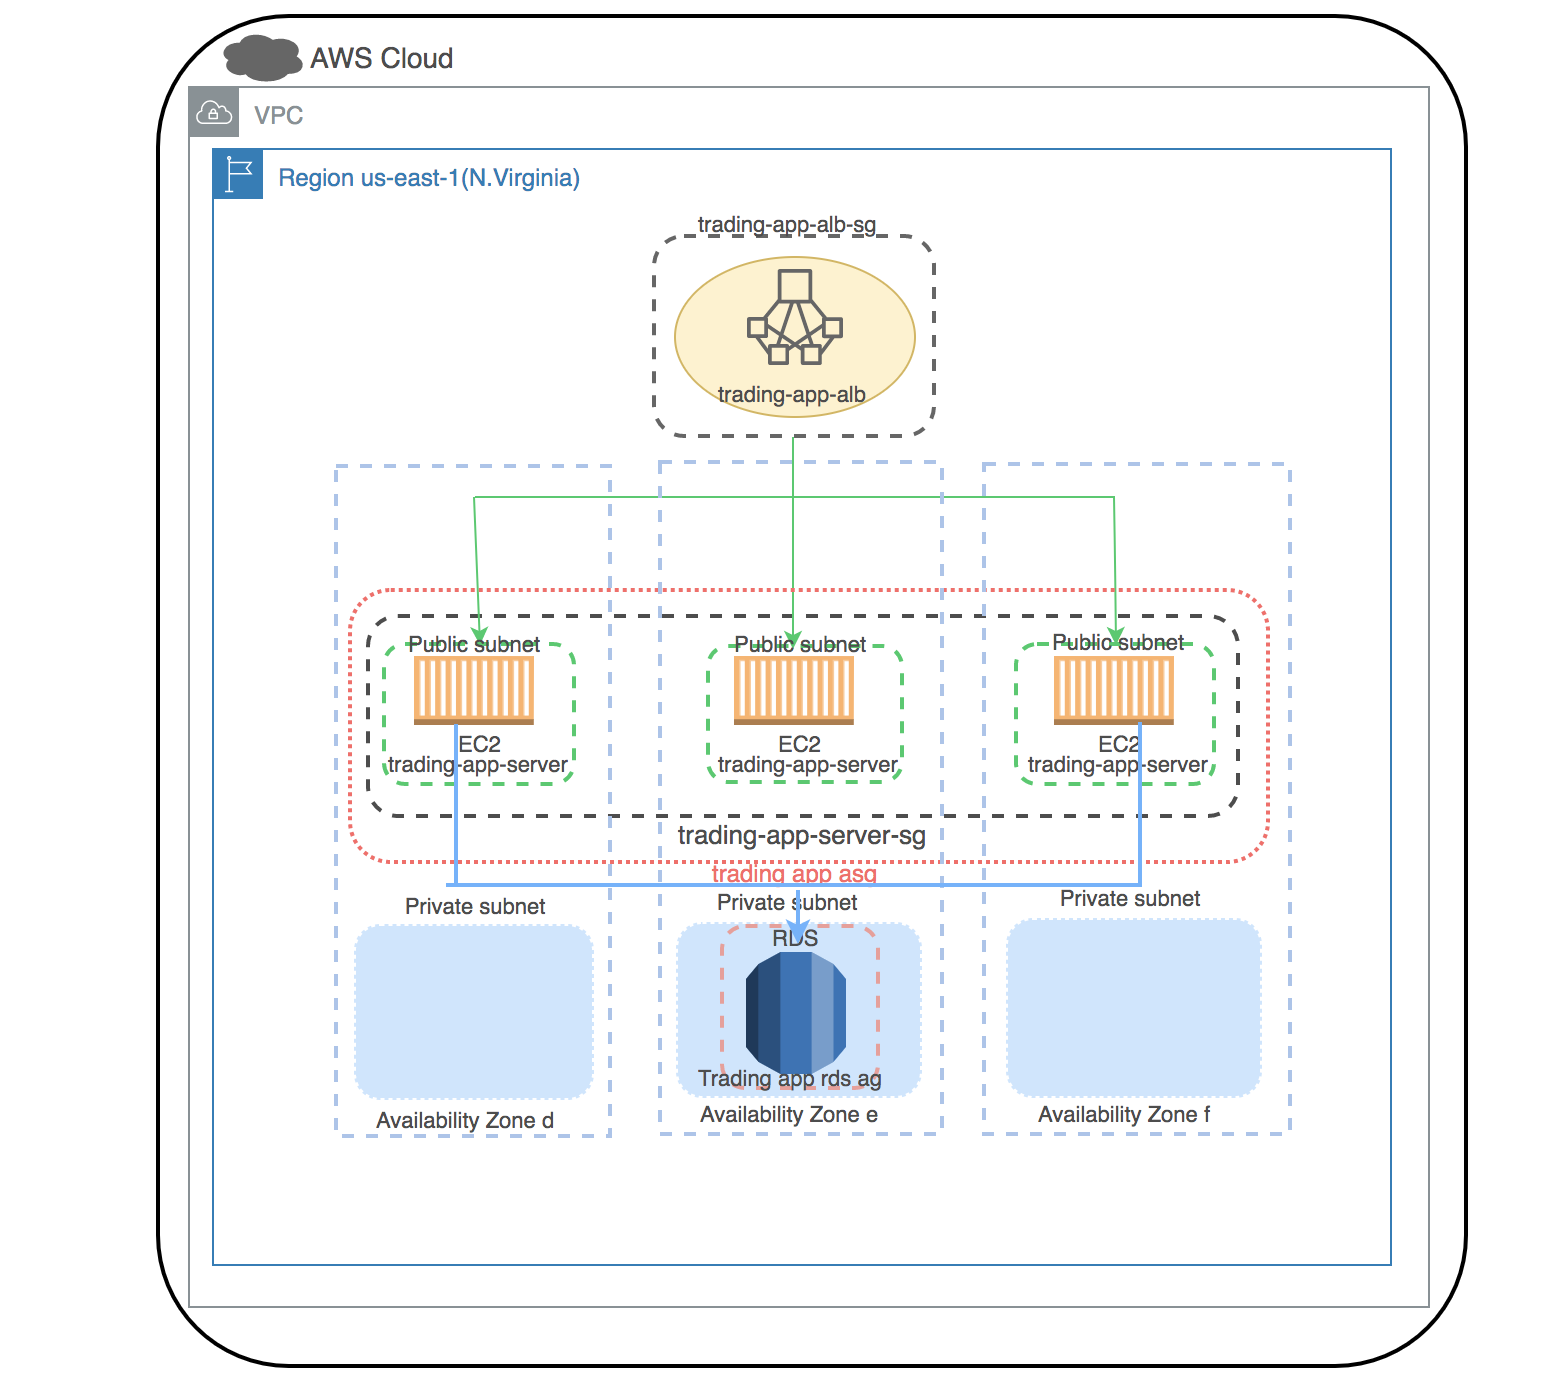 AWS Cloud
VPC
Region us-east-1(N.Virginia)
trading-app-alb-sg
trading-app-alb
Public subnet
Public subnet
Public subnet
EC2
EC2
EC2
trading-app-server
trading-app-server
trading-app-server
trading-app-server-sg
trading app asg
Private subnet
Private subnet
Private subnet
RDS
Trading app rds ag
Availability Zone d
Availability Zone e
Availability Zone f